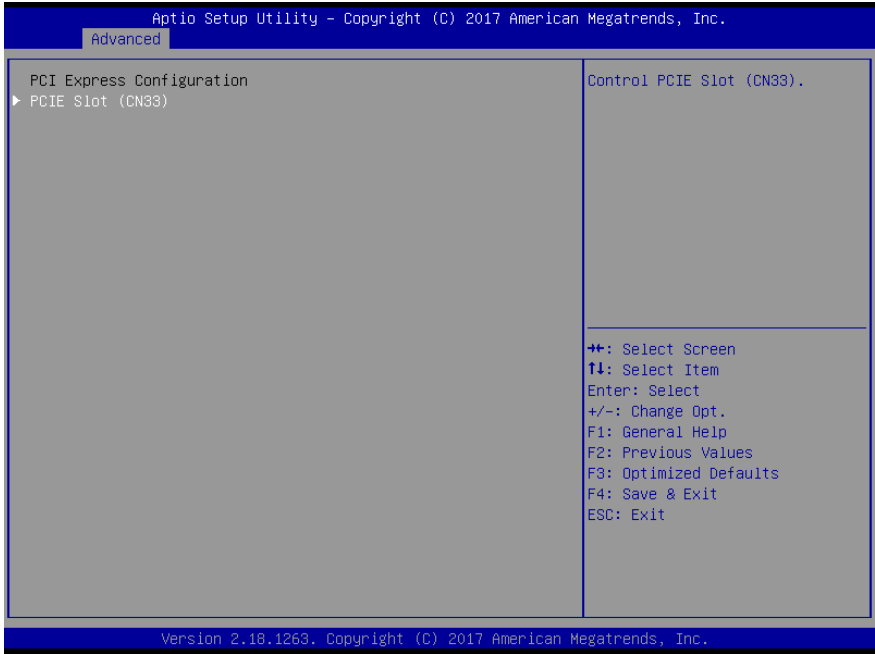 Aptio Setup Utility – Copyright (C) 2017 American Megatrends, Inc.
Advanced
PCI Express Configuration
PCIE Slot (CN33)
Control PCIE Slot (CN33).
→←: Select Screen
↑↓: Select Item
Enter: Select
+/-: Change Opt.
F1: General Help
F2: Previous Values
F3: Optimized Defaults
F4: Save & Exit
ESC: Exit
Version 2.18.1263. Copyright (C) 2017 American Megatrends, Inc.